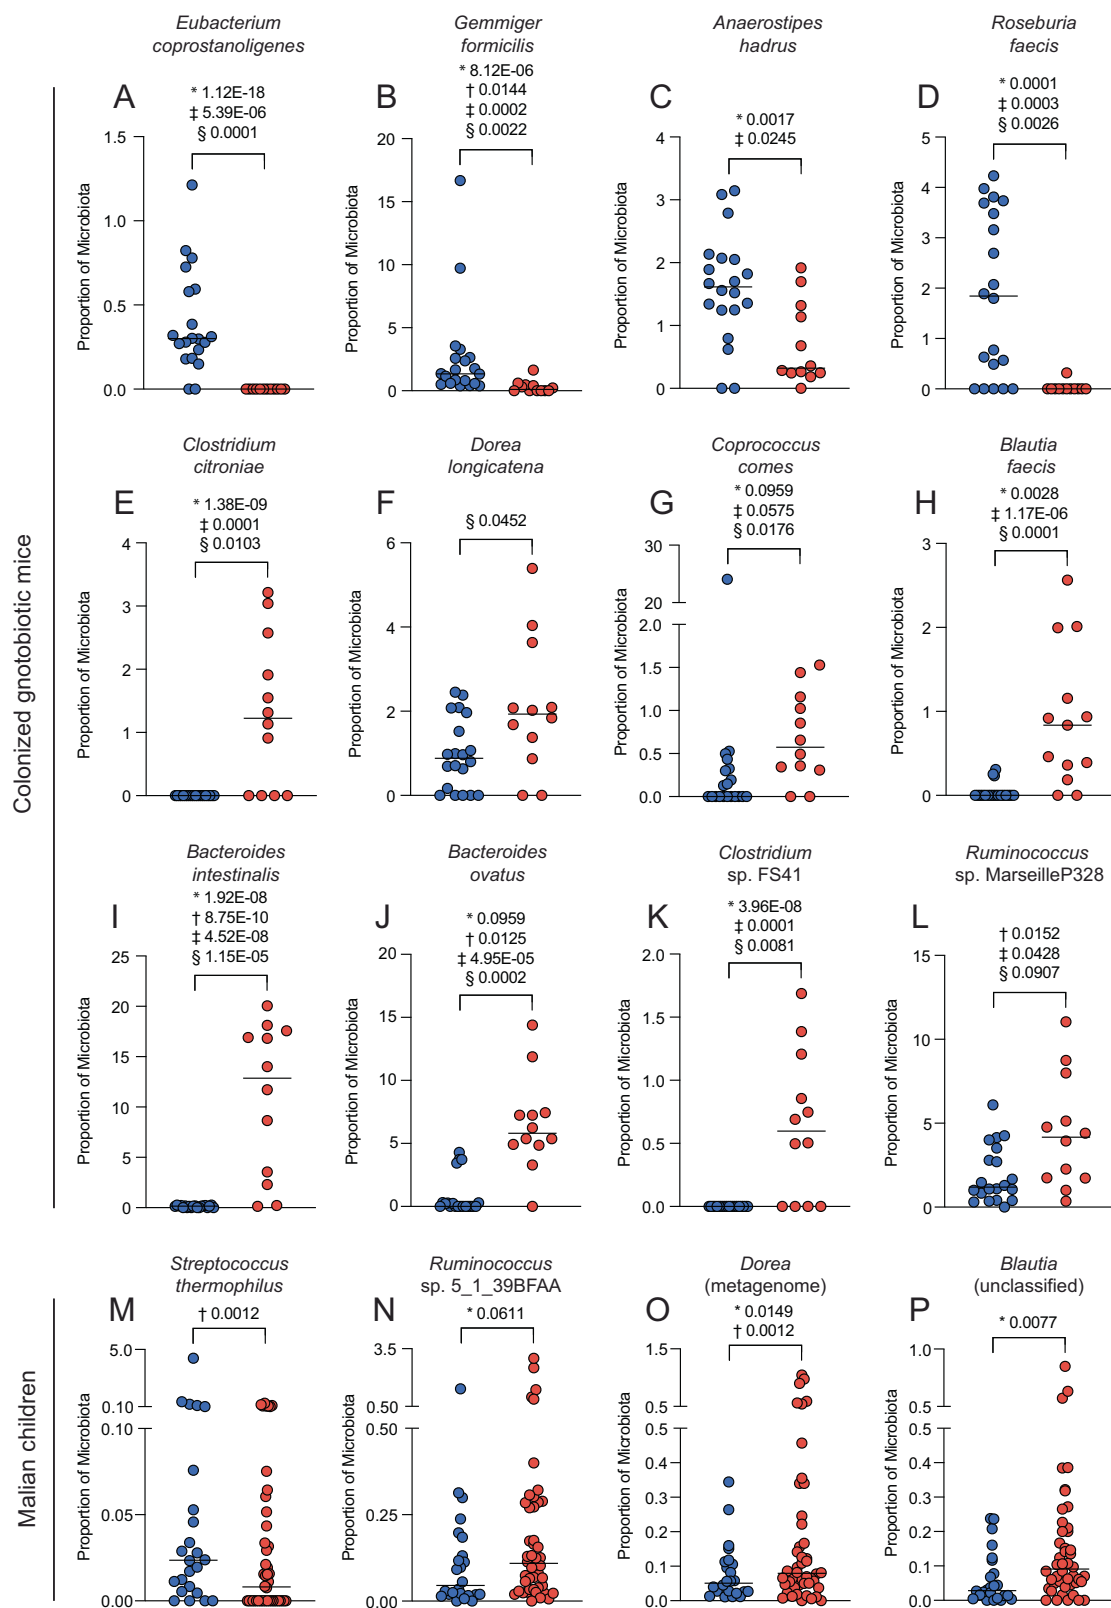 Eubacterium
coprostanoligenes
Gemmiger
formicilis
Anaerostipes
hadrus
Roseburia
faecis
Colonized gnotobiotic mice
A
* 1.12E-18
‡ 5.39E-06
§ 0.0001
Proportion of Microbiota
1.5
1.0
0.5
0.0
B
* 8.12E-06
† 0.0144
‡ 0.0002
§ 0.0022
Proportion of Microbiota
20
15
10
5
0
C
* 0.0017
‡ 0.0245
Proportion of Microbiota
4
3
2
1
0
D
* 0.0001
‡ 0.0003
§ 0.0026
Proportion of Microbiota
5
4
3
2
1
0
Clostridium
citroniae
E
* 1.38E-09
‡ 0.0001
§ 0.0103
Proportion of Microbiota
4
3
2
1
0
Dorea
longicatena
F
§ 0.0452
Proportion of Microbiota
6
4
2
0
Coprococcus
comes
G
* 0.0959
‡ 0.0575
§ 0.0176
Proportion of Microbiota
30
20
2.0
1.5
1.0
0.5
0.0
Blautia
faecis
H
* 0.0028
‡ 1.17E-06
§ 0.0001
Proportion of Microbiota
3
2
1
0
Bacteroides
intestinalis
I
* 1.92E-08
† 8.75E-10
‡ 4.52E-08
§ 1.15E-05
Proportion of Microbiota
25
20
15
10
5
0
Bacteroides
ovatus
J
* 0.0959
† 0.0125
‡ 4.95E-05
§ 0.0002
Proportion of Microbiota
20
15
10
5
0
Clostridium
sp. FS41
K
* 3.96E-08
‡ 0.0001
§ 0.0081
Proportion of Microbiota
2.0
1.5
1.0
0.5
0.0
Ruminococcus
sp. MarseilleP328
L
† 0.0152
‡ 0.0428
§ 0.0907
Proportion of Microbiota
15
10
5
0
Malian children
Streptococcus
thermophilus
M
† 0.0012
Proportion of Microbiota
5.0
0.10
0.10
0.05
0.00
Ruminococcus
sp. 5_1_39BFAA
N
* 0.0611
Proportion of Microbiota
3.5
0.50
0.50
0.25
0.00
Dorea
(metagenome)
O
* 0.0149
† 0.0012
Proportion of Microbiota
1.5
0.5
0.5
0.4
0.3
0.2
0.1
0.0
Blautia
(unclassified)
P
* 0.0077
Proportion of Microbiota
1.0
0.5
0.5
0.4
0.3
0.2
0.1
0.0